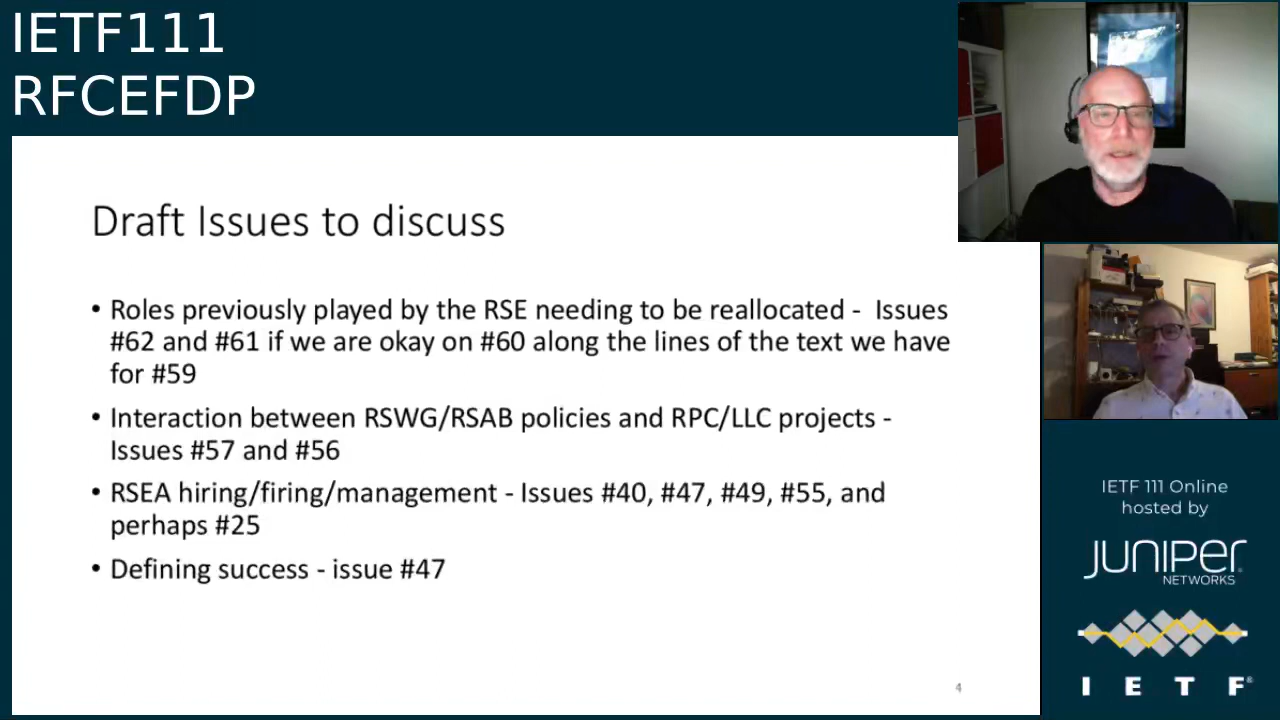 IETF111
RFCEFDP
Draft Issues to discuss
• Roles previously played by the RSE needing to be reallocated - Issues
#62 and #61 if we are okay on #60 along the lines of the text we have
for #59
• Interaction between RSWG/RSAB policies and RPC/LLC projects -
Issues #57 and #56
• RSEA hiring/firing/management - Issues #40, #47, #49, #55, and
perhaps #25
• Defining success - issue #47
4
IETF 111 Online
hosted by
JUNIPER
NETWORKS
I E T F®